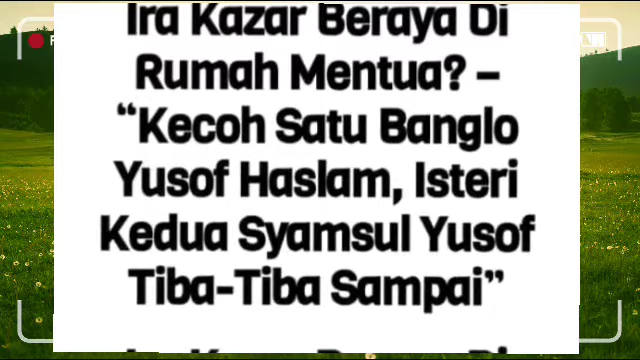 Ira Kazar Beraya Di
Rumah Mentua? –
“Kecoh Satu Banglo
Yusof Haslam, Isteri
Kedua Syamsul Yusof
Tiba-Tiba Sampai”